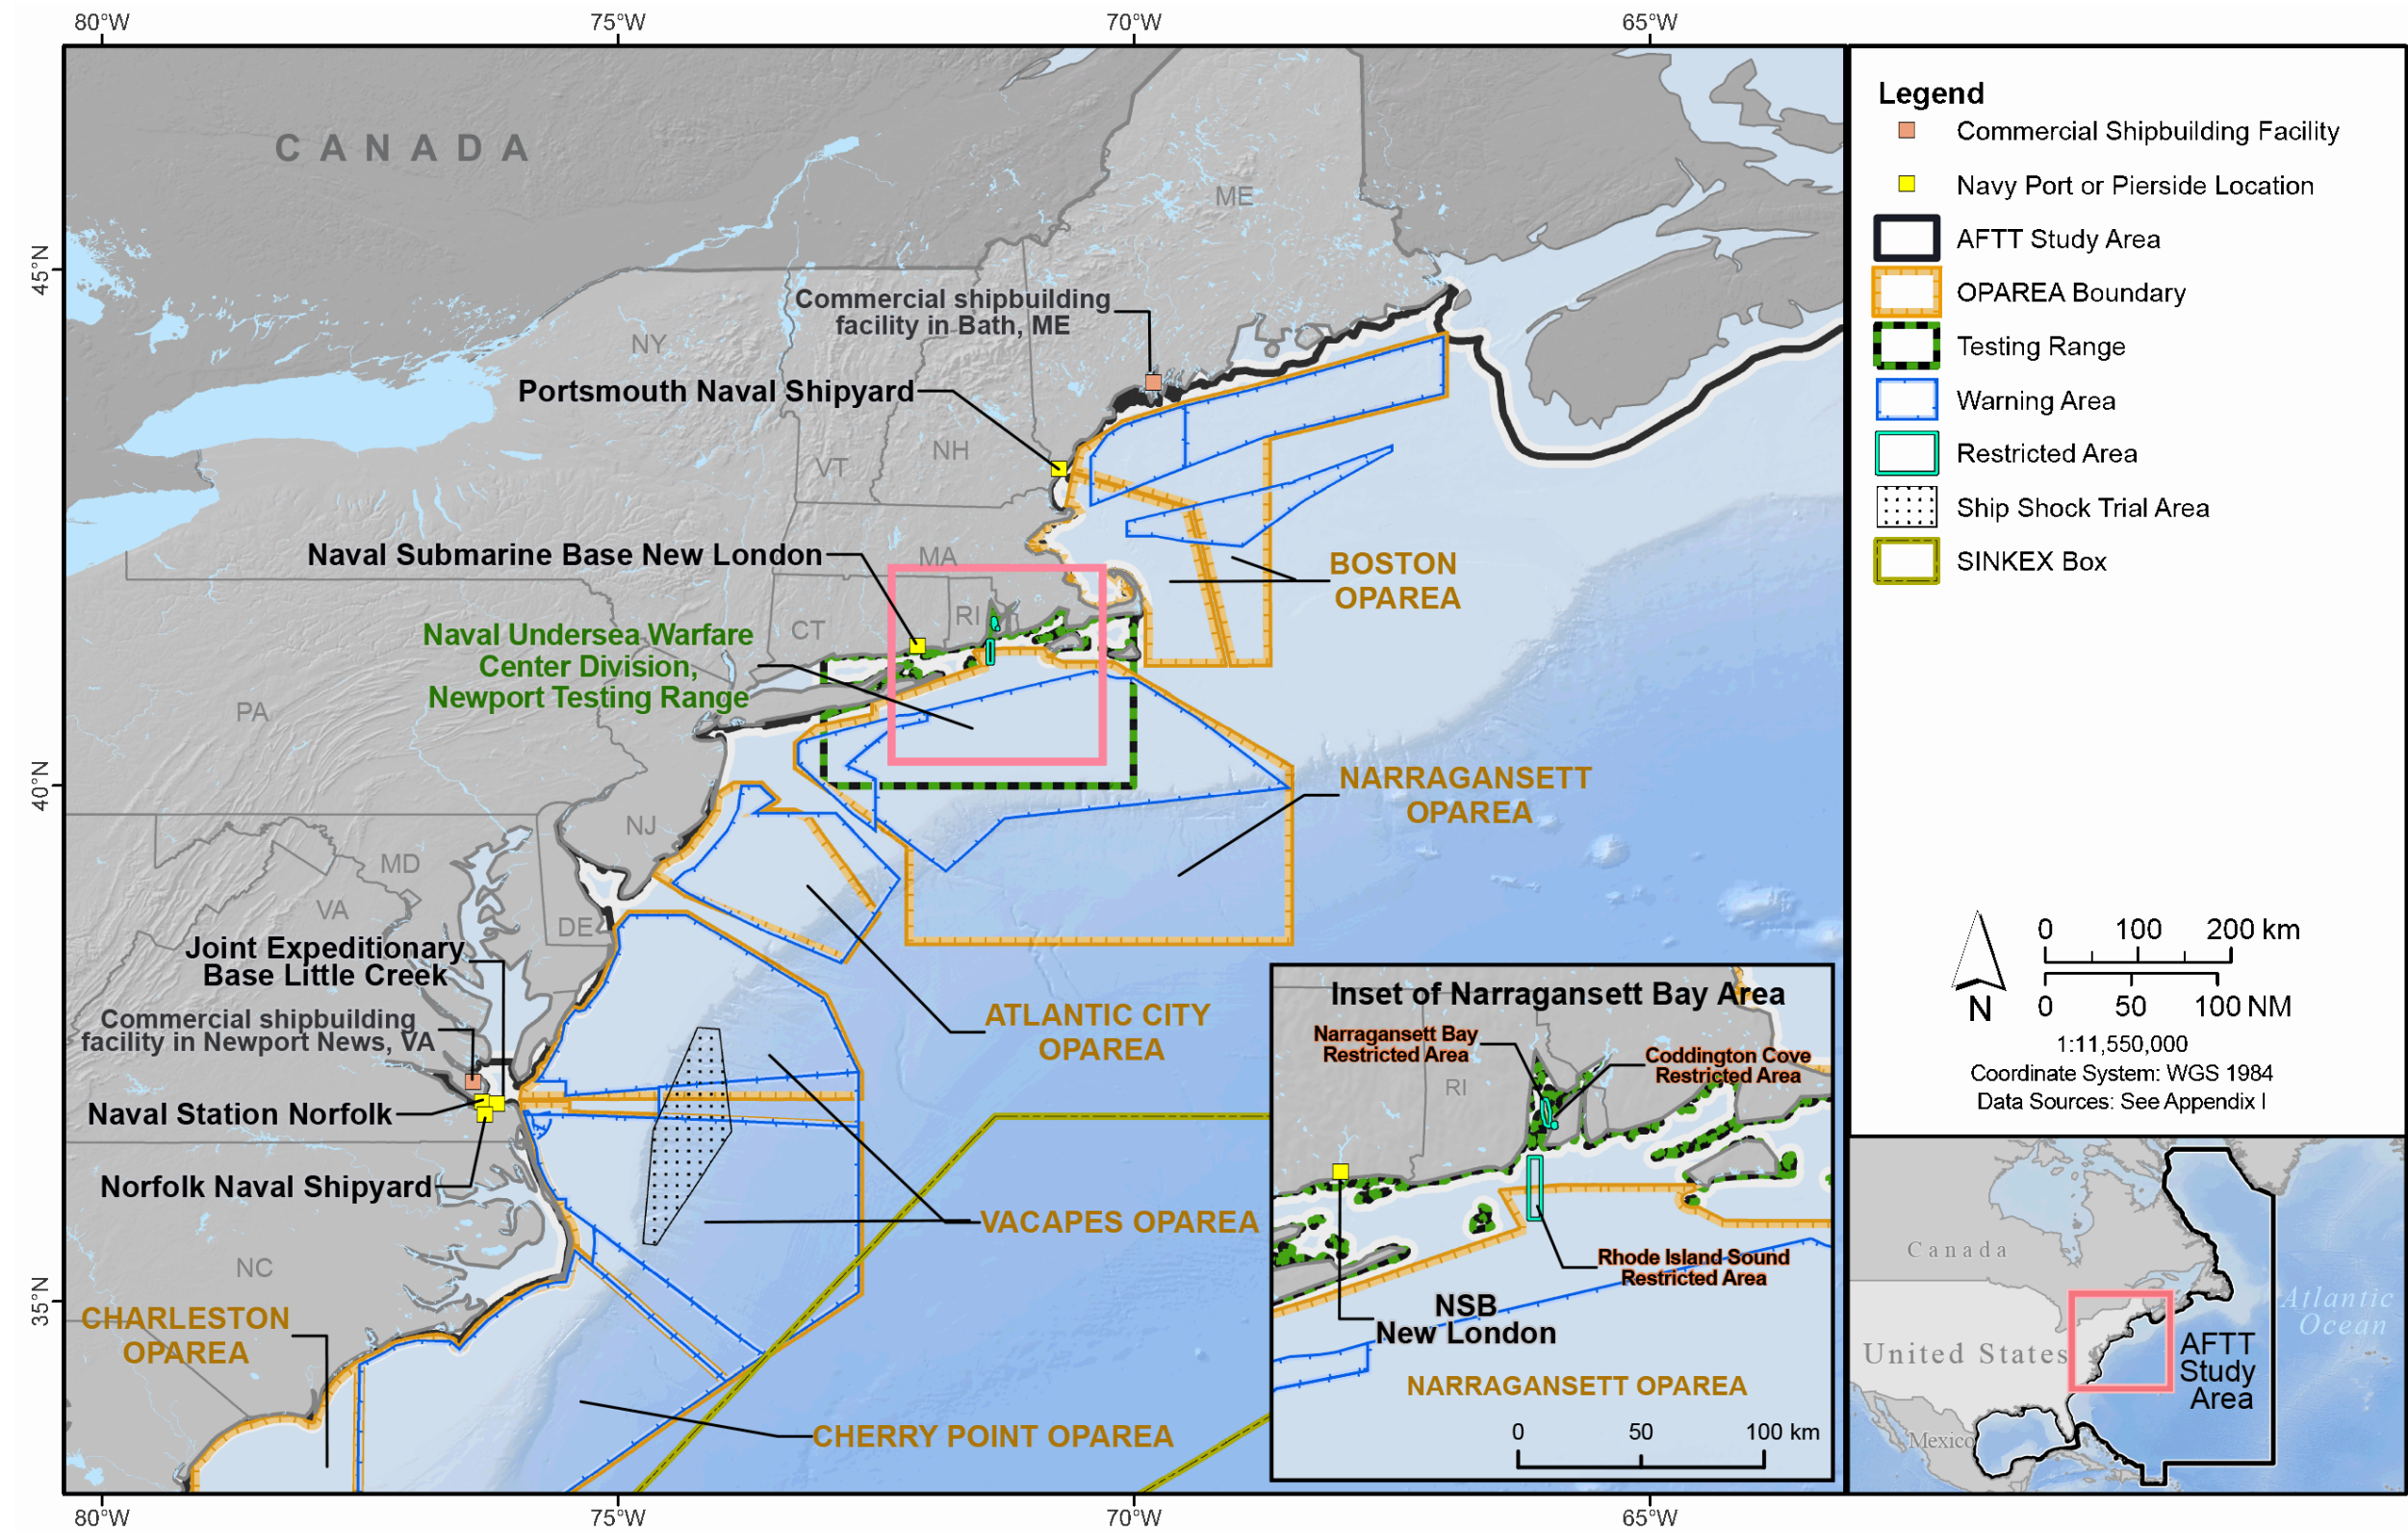 80°W
75°W
70°W
65°W
45°N
40°N
35°N
CANADA
ME
NY
Commercial shipbuilding
facility in Bath, ME
Portsmouth Naval Shipyard
NH
VT
Naval Submarine Base New London
MA
BOSTON
OPAREA
RI
CT
Naval Undersea Warfare
Center Division,
Newport Testing Range
PA
NARRAGANSETT
OPAREA
NJ
MD
VA
DE
Joint Expeditionary
Base Little Creek
Commercial shipbuilding
facility in Newport News, VA
ATLANTIC CITY
OPAREA
Naval Station Norfolk
Norfolk Naval Shipyard
VACAPES OPAREA
NC
CHARLESTON
OPAREA
CHERRY POINT OPAREA
80°W
75°W
70°W
65°W
Inset of Narragansett Bay Area
Narragansett Bay
Restricted Area
Coddington Cove
Restricted Area
RI
Rhode Island Sound
Restricted Area
NSB
New London
NARRAGANSETT OPAREA
0 50 100 km
Legend
Commercial Shipbuilding Facility
Navy Port or Pierside Location
AFTT Study Area
OPAREA Boundary
Testing Range
Warning Area
Restricted Area
Ship Shock Trial Area
SINKEX Box
N
0 100 200 km
0 50 100 NM
1:11,550,000
Coordinate System: WGS 1984
Data Sources: See Appendix I
Canada
United States
Mexico
Atlantic
Ocean
AFTT
Study
Area